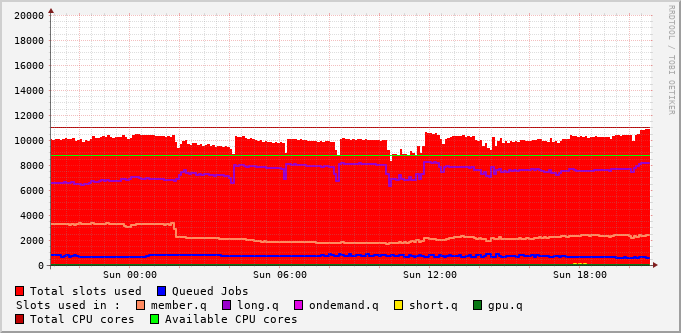 RRDTOOL / TOBI OETIKER
20000
18000
16000
14000
12000
10000
8000
6000
4000
2000
0
Sun 00:00 Sun 06:00 Sun 12:00 Sun 18:00
Total slots used Queued Jobs
Slots used in : member.q long.q ondemand.q short.q gpu.q
Total CPU cores Available CPU cores